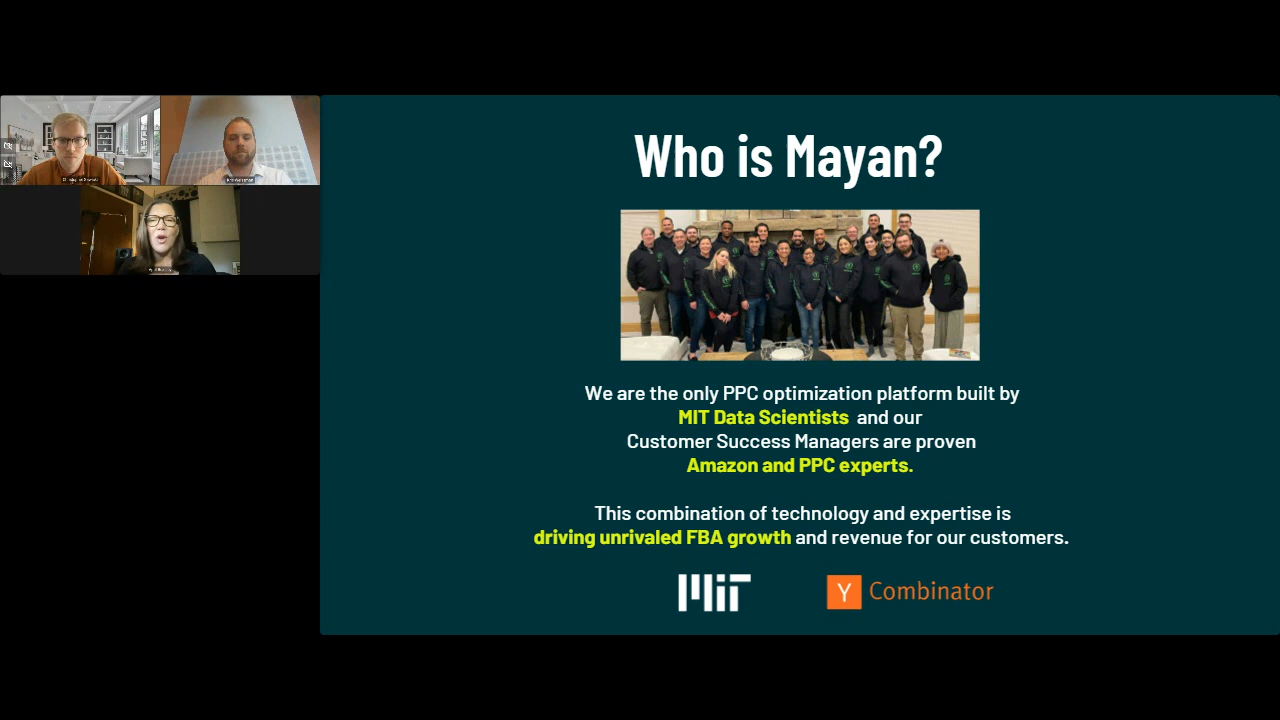 Who is Mayan?
We are the only PPC optimization platform built by
MIT Data Scientists and our
Customer Success Managers are proven
Amazon and PPC experts.
This combination of technology and expertise is
driving unrivaled FBA growth and revenue for our customers.
MIT
Y Combinator